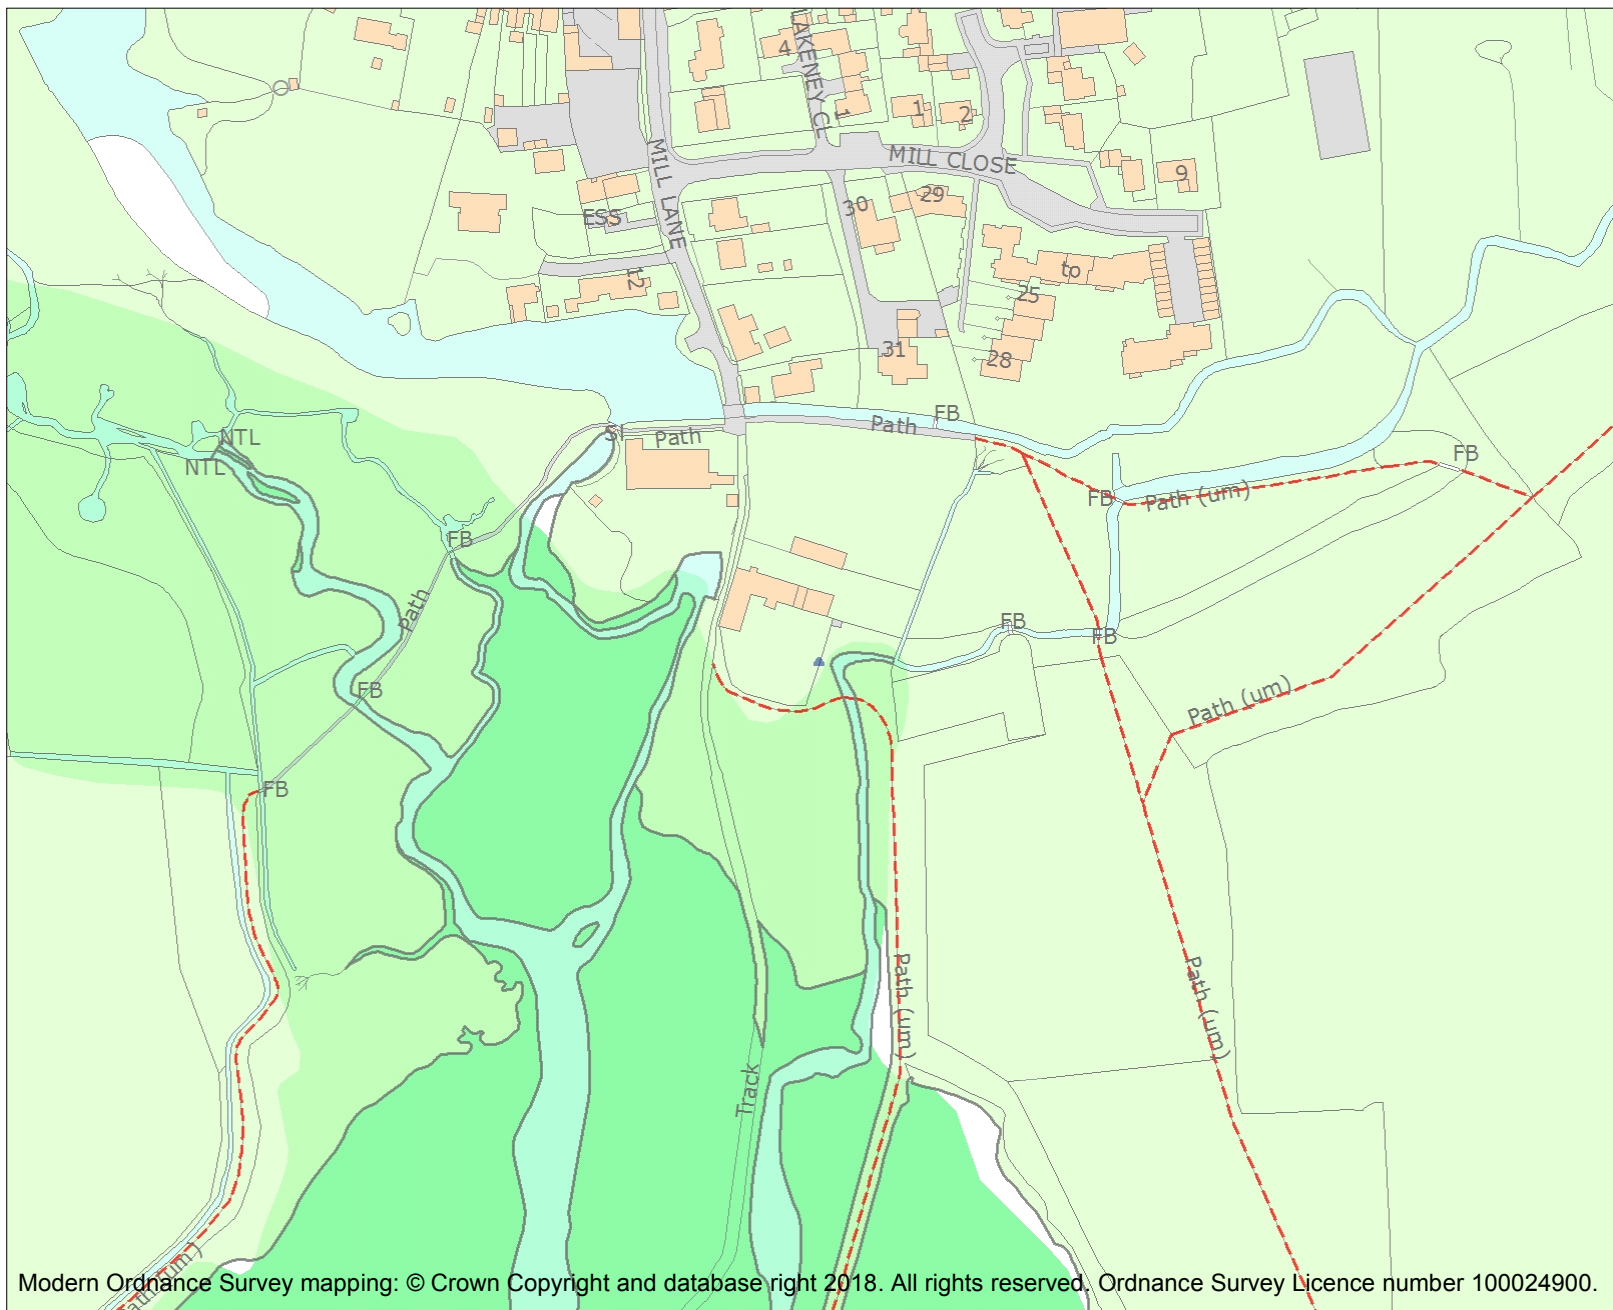 LAKENEY CL
4
1
1
2
MILL CLOSE
MILL LANE
9
ESS
30
29
12
to
25
31
28
FB
Path
Sl
Path
NTL
NTL
FB
FB
Path (um)
FB
Path
FB
FB
FB
Path (um)
FB
Path (um)
Path (um)
Track
Path (um)
Modern Ordnance Survey mapping: © Crown Copyright and database right 2018. All rights reserved. Ordnance Survey Licence number 100024900.